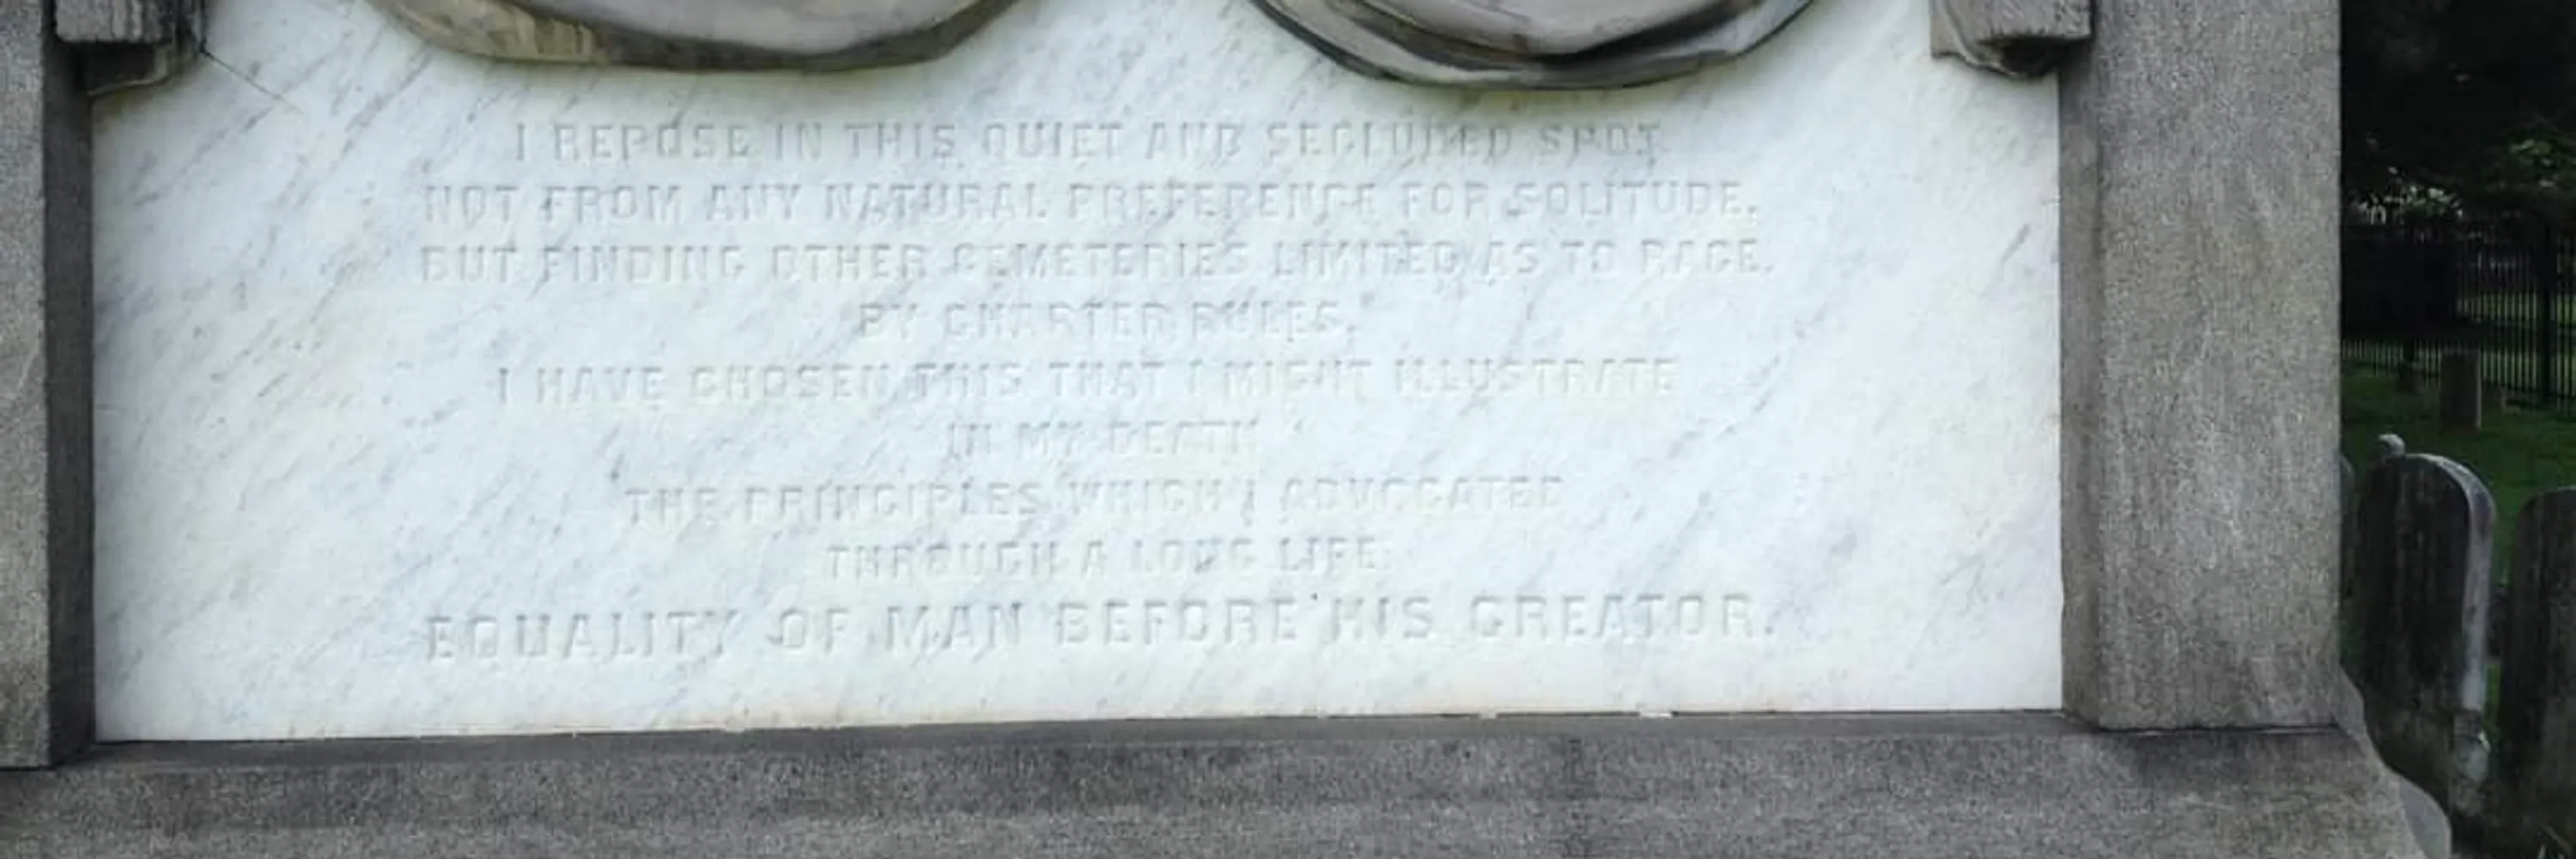 I REPOSE IN THIS QUIET AND SECLUDED SPOT,
NOT FROM ANY NATURAL PREFERENCE FOR SOLITUDE.
BUT FINDING OTHER CEMETERIES LIMITED AS TO RACE.
BY CHARTER RULES.
I HAVE CHOSEN THIS THAT I MIGHT ILLUSTRATE
IN MY DEATH
THE PRINCIPLES WHICH I ADVOCATED
THROUGH A LONG LIFE:
EQUALITY OF MAN BEFORE HIS CREATOR.